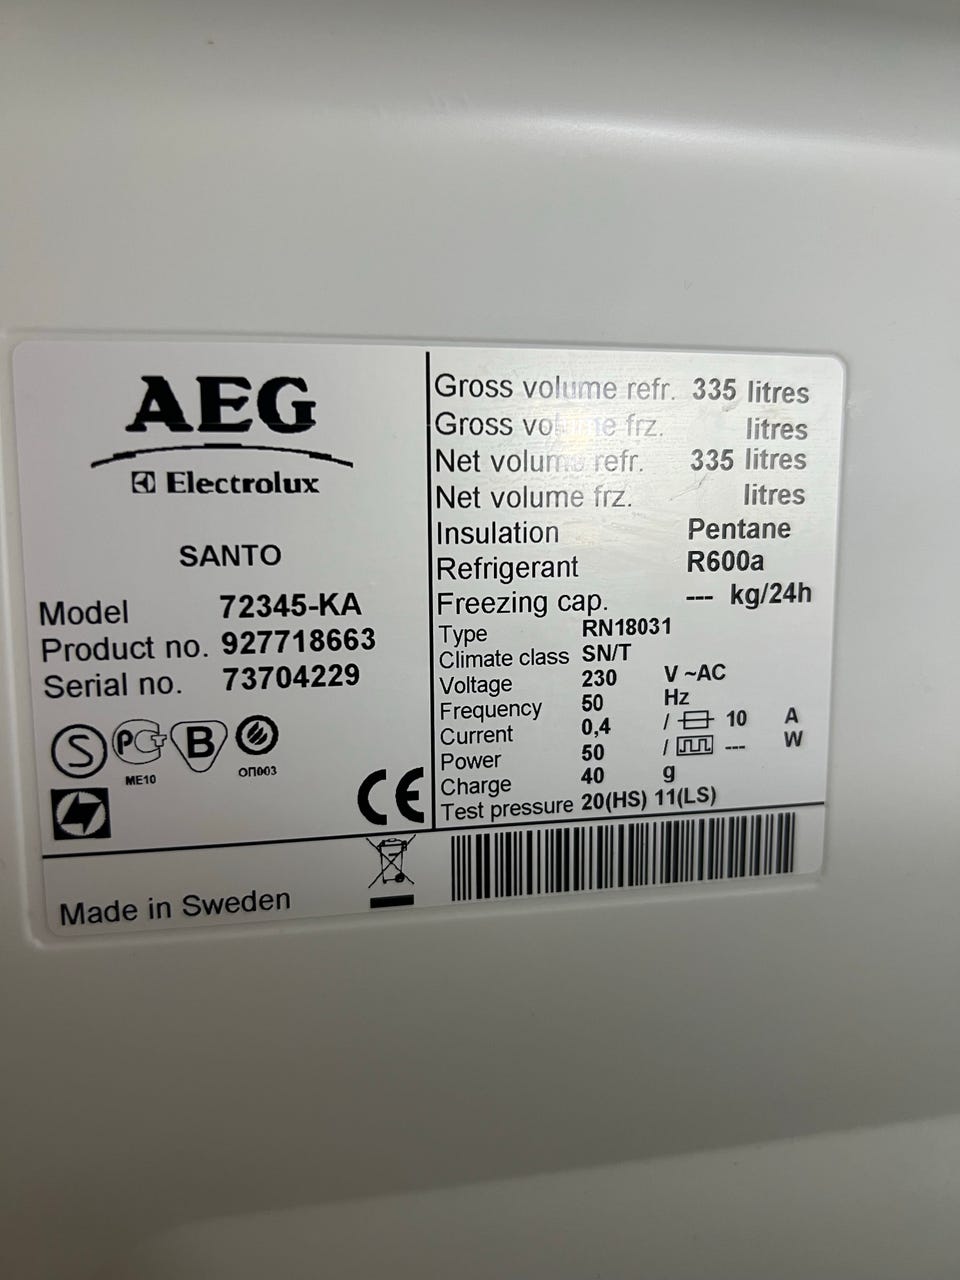 AEG
Electrolux
SANTO
Model 72345-KA
Product no. 927718663
Serial no. 73704229
S PCT B
ME10 ОП003
CE
Made in Sweden
Gross volume refr. 335 litres
Gross volume frz. litres
Net volume refr. 335 litres
Net volume frz. litres
Insulation Pentane
Refrigerant R600a
Freezing cap. --- kg/24h
Type RN18031
Climate class SN/T
Voltage 230 V ~AC
Frequency 50 Hz
Current 0,4 / 10 A
Power 50 / --- W
Charge 40 g
Test pressure 20(HS) 11(LS)